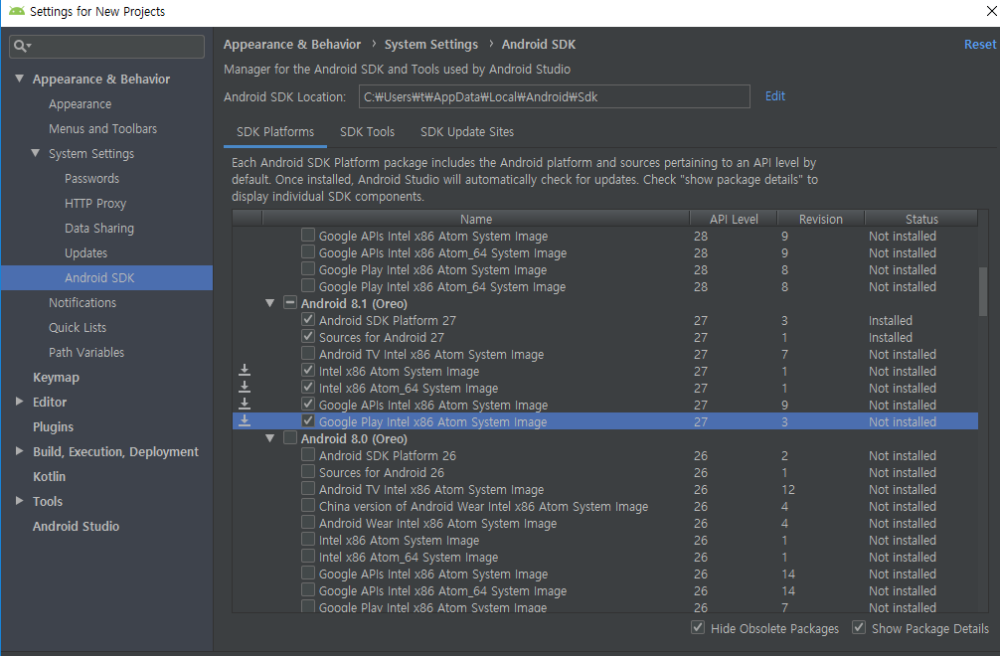 Settings for New Projects
Appearance & Behavior
Appearance
Menus and Toolbars
System Settings
Passwords
HTTP Proxy
Data Sharing
Updates
Android SDK
Notifications
Quick Lists
Path Variables
Keymap
Editor
Plugins
Build, Execution, Deployment
Kotlin
Tools
Android Studio
Appearance & Behavior › System Settings › Android SDK Reset
Manager for the Android SDK and Tools used by Android Studio
Android SDK Location: C:₩Users₩t₩AppData₩Local₩Android₩Sdk Edit
SDK Platforms SDK Tools SDK Update Sites
Each Android SDK Platform package includes the Android platform and sources pertaining to an API level by
default. Once installed, Android Studio will automatically check for updates. Check "show package details" to
display individual SDK components.
Name API Level Revision Status
Google APIs Intel x86 Atom System Image 28 9 Not installed
Google APIs Intel x86 Atom_64 System Image 28 9 Not installed
Google Play Intel x86 Atom System Image 28 8 Not installed
Google Play Intel x86 Atom_64 System Image 28 8 Not installed
Android 8.1 (Oreo)
Android SDK Platform 27 27 3 Installed
Sources for Android 27 27 1 Installed
Android TV Intel x86 Atom System Image 27 7 Not installed
Intel x86 Atom System Image 27 1 Not installed
Intel x86 Atom_64 System Image 27 1 Not installed
Google APIs Intel x86 Atom System Image 27 9 Not installed
Google Play Intel x86 Atom System Image 27 3 Not installed
Android 8.0 (Oreo)
Android SDK Platform 26 26 2 Not installed
Sources for Android 26 26 1 Not installed
Android TV Intel x86 Atom System Image 26 12 Not installed
China version of Android Wear Intel x86 Atom System Image 26 4 Not installed
Android Wear Intel x86 Atom System Image 26 4 Not installed
Intel x86 Atom System Image 26 1 Not installed
Intel x86 Atom_64 System Image 26 1 Not installed
Google APIs Intel x86 Atom System Image 26 14 Not installed
Google APIs Intel x86 Atom_64 System Image 26 14 Not installed
Google Play Intel x86 Atom System Image 26 7 Not installed
Hide Obsolete Packages Show Package Details